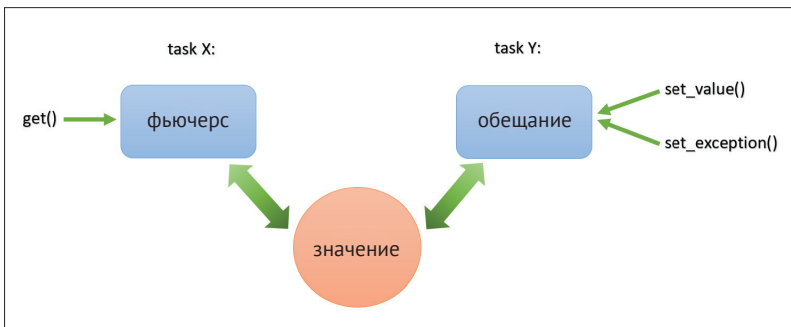 task X:
task Y:
get()
фьючерс
обещание
set_value()
set_exception()
значение